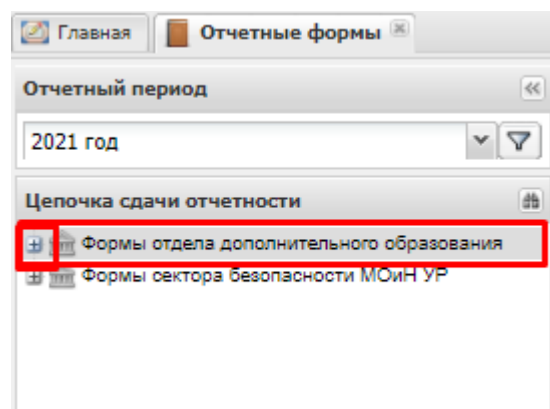 Главная
Отчетные формы
Отчетный период
2021 год
Цепочка сдачи отчетности
Формы отдела дополнительного образования
Формы сектора безопасности МОиН УР